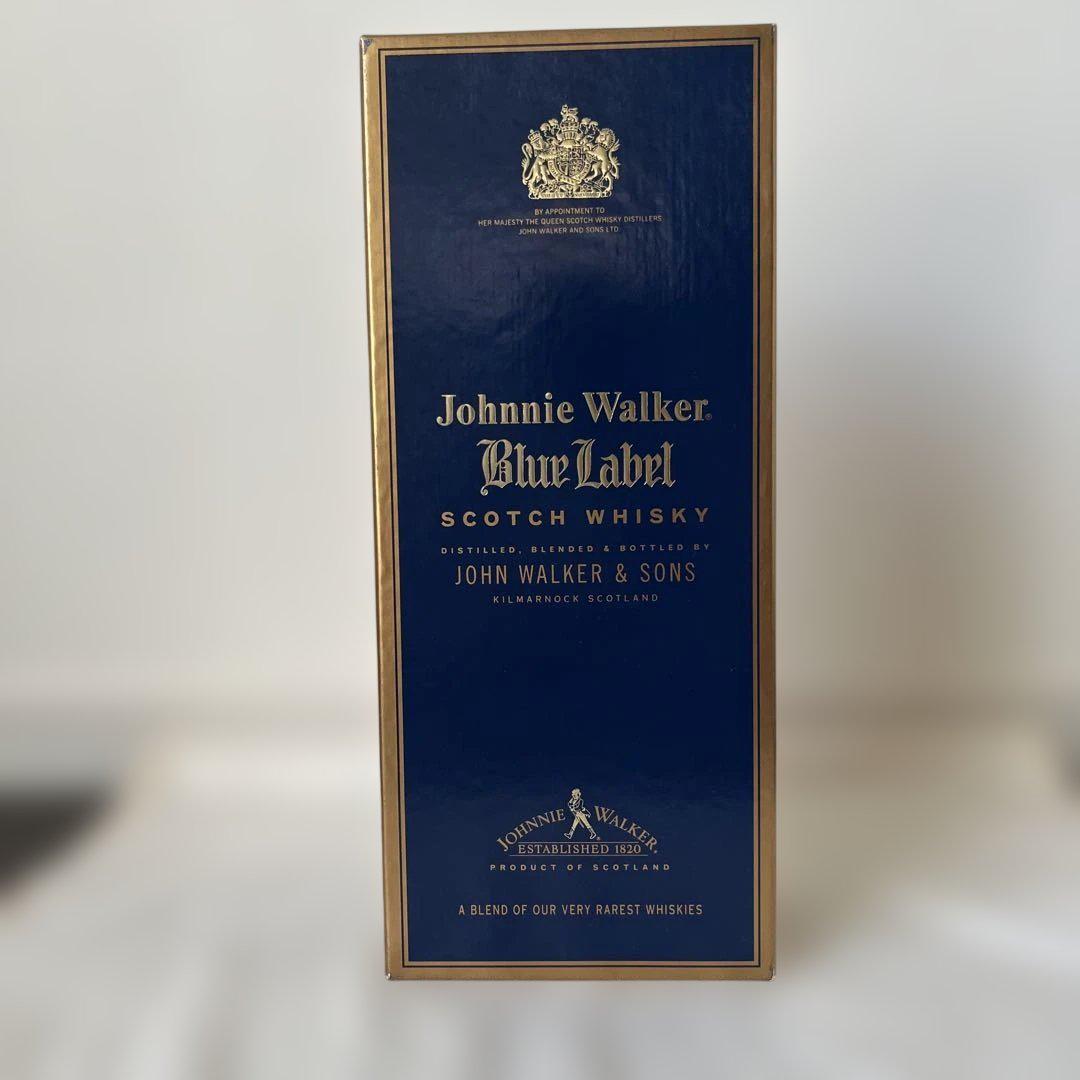 BY APPOINTMENT TO
HER MAJESTY THE QUEEN SCOTCH WHISKY DISTILLERS
JOHN WALKER AND SONS LTD
Johnnie Walker®
Blue Label
SCOTCH WHISKY
DISTILLED, BLENDED & BOTTLED BY
JOHN WALKER & SONS
KILMARNOCK SCOTLAND
JOHNNIE WALKER®
ESTABLISHED 1820
PRODUCT OF SCOTLAND
A BLEND OF OUR VERY RAREST WHISKIES